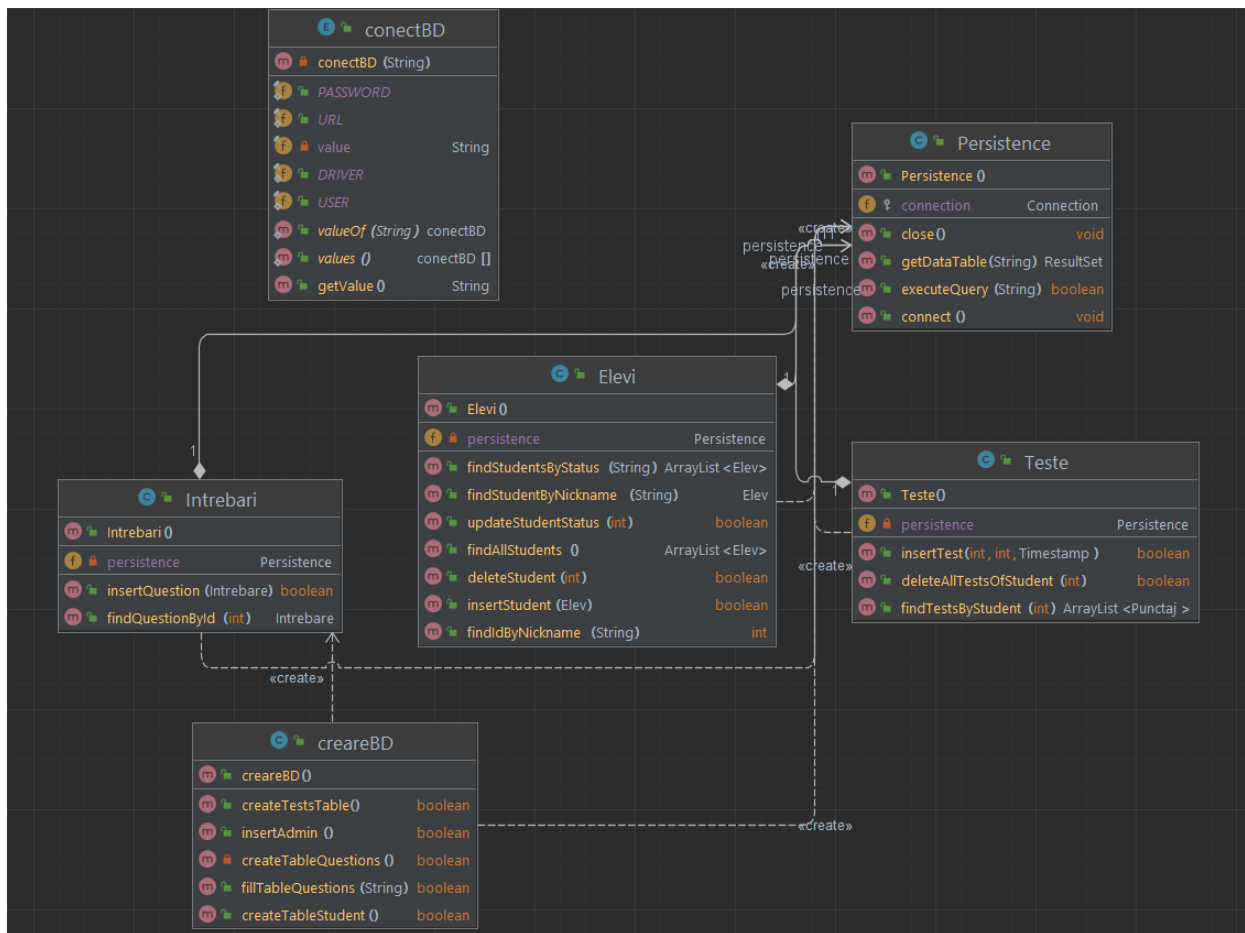 conectBD
conectBD (String)
PASSWORD
URL
value String
DRIVER
USER
valueOf (String) conectBD
values () conectBD []
getValue () String
Persistence
Persistence ()
connection Connection
close() void
getDataTable(String) ResultSet
executeQuery (String) boolean
connect () void
«create»
persistence
persistence
«create»
persistence
1
1
1
1
1
Elevi
Elevi ()
persistence Persistence
findStudentsByStatus (String) ArrayList <Elev>
findStudentByNickname (String) Elev
updateStudentStatus (int) boolean
findAllStudents () ArrayList <Elev>
deleteStudent (int) boolean
insertStudent (Elev) boolean
findIdByNickname (String) int
Teste
Teste()
persistence Persistence
insertTest(int, int, Timestamp ) boolean
deleteAllTestsOfStudent (int) boolean
findTestsByStudent (int) ArrayList <Punctaj >
«create»
Intrebari
Intrebari ()
persistence Persistence
insertQuestion (Intrebare) boolean
findQuestionById (int) Intrebare
«create»
creareBD
creareBD ()
createTestsTable() boolean
insertAdmin () boolean
createTableQuestions () boolean
fillTableQuestions (String) boolean
createTableStudent () boolean
«create»